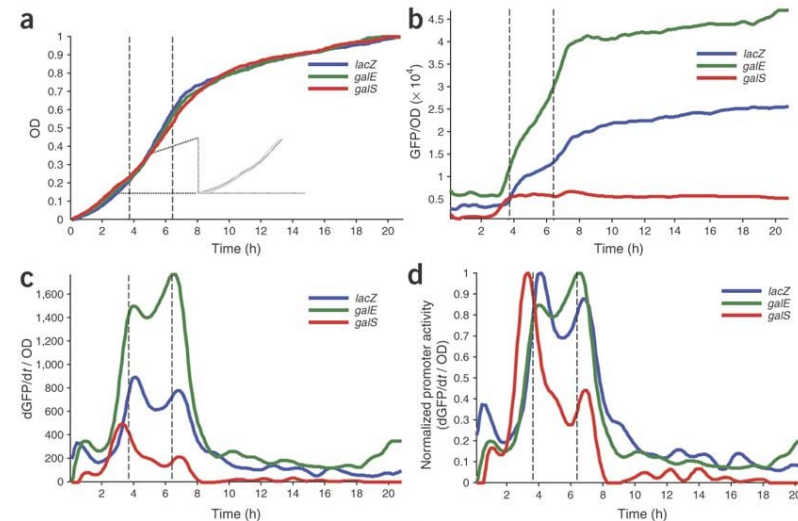 a
1
0.9
0.8
0.7
0.6
0.5
0.4
0.3
0.2
0.1
0
OD
lacZ
galE
galS
0 2 4 6 8 10 12 14 16 18 20
Time (h)
b
4.5
4
3.5
3
2.5
2
1.5
1
0.5
GFP/OD (× 10⁴)
lacZ
galE
galS
2 4 6 8 10 12 14 16 18 20
Time (h)
c
1,600
1,400
1,200
1,000
800
600
400
200
0
dGFP/dt / OD
lacZ
galE
galS
0 2 4 6 8 10 12 14 16 18 20
Time (h)
d
1
0.9
0.8
0.7
0.6
0.5
0.4
0.3
0.2
0.1
0
Normalized promoter activity
(dGFP/dt / OD)
lacZ
galE
galS
2 4 6 8 10 12 14 16 18 20
Time (h)